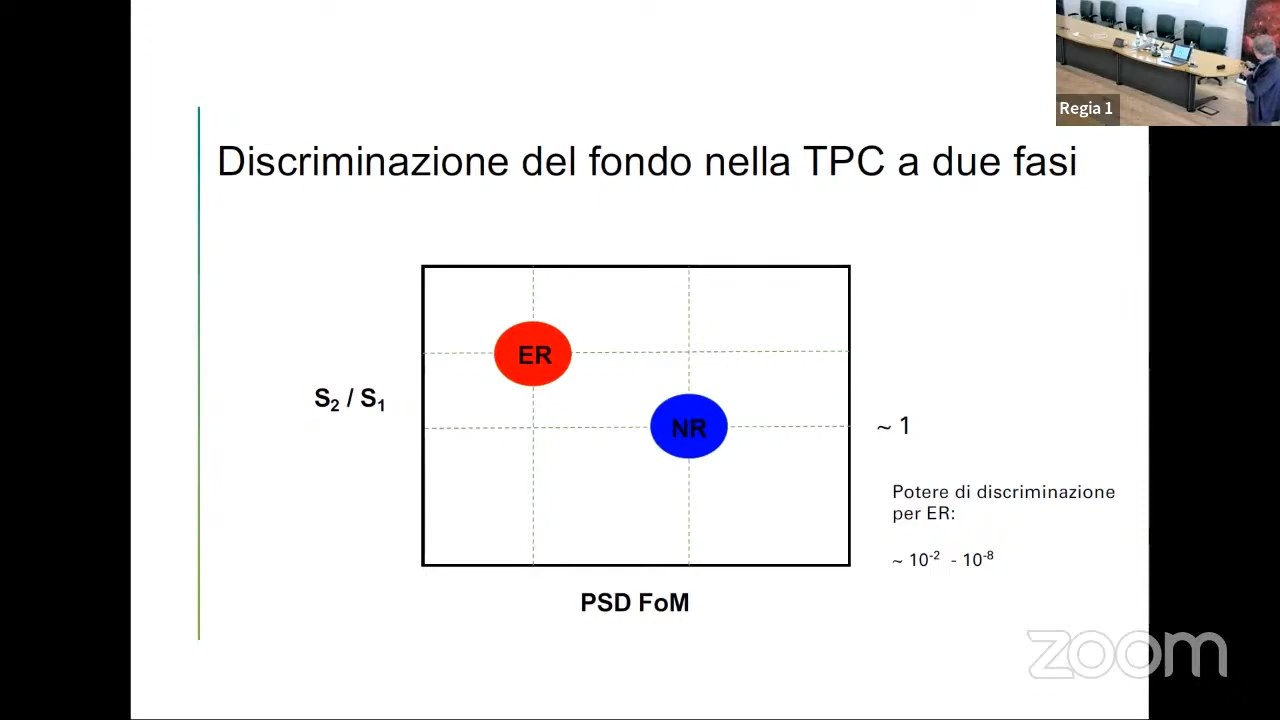 Regia 1
Discriminazione del fondo nella TPC a due fasi
ER
S₂ / S₁
NR
~ 1
Potere di discriminazione
per ER:
~ 10⁻² - 10⁻⁸
PSD FoM
zoom